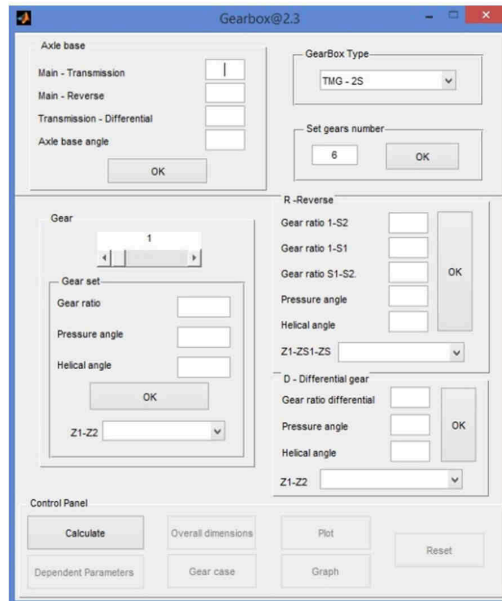 Gearbox@2.3
Axle base
Main - Transmission
Main - Reverse
Transmission - Differential
Axle base angle
OK
GearBox Type
TMG - 2S
Set gears number
6
OK
Gear
1
Gear set
Gear ratio
Pressure angle
Helical angle
OK
Z1-Z2
R -Reverse
Gear ratio 1-S2
Gear ratio 1-S1
Gear ratio S1-S2.
Pressure angle
Helical angle
OK
Z1-ZS1-ZS
D - Differential gear
Gear ratio differential
Pressure angle
Helical angle
OK
Z1-Z2
Control Panel
Calculate
Overall dimensions
Plot
Reset
Dependent Parameters
Gear case
Graph